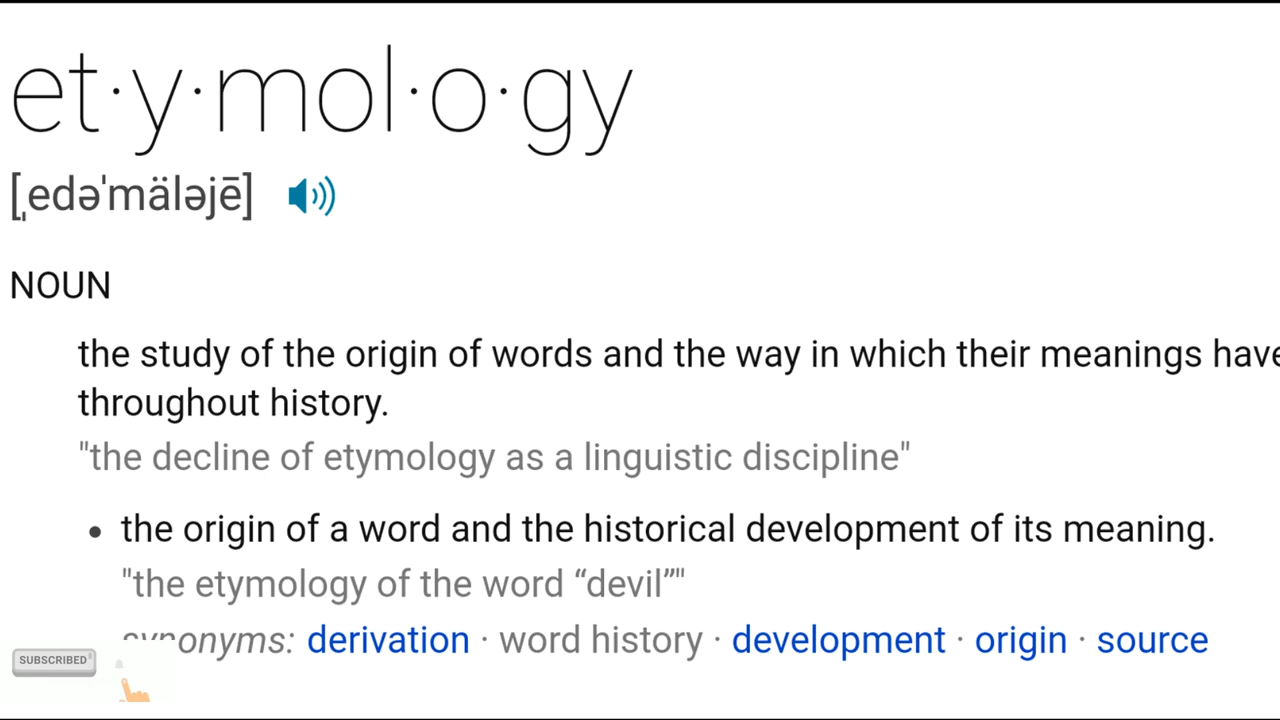 et·y·mol·o·gy
[ˌedəˈmäləjē]
NOUN
the study of the origin of words and the way in which their meanings have
throughout history.
"the decline of etymology as a linguistic discipline"
• the origin of a word and the historical development of its meaning.
"the etymology of the word “devil”"
synonyms: derivation · word history · development · origin · source
SUBSCRIBED